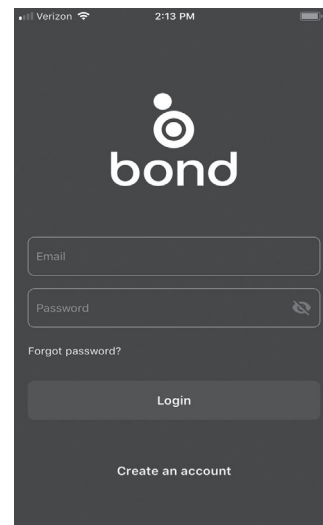 Verizon 2:13 PM
bond
Email
Password
Forgot password?
Login
Create an account